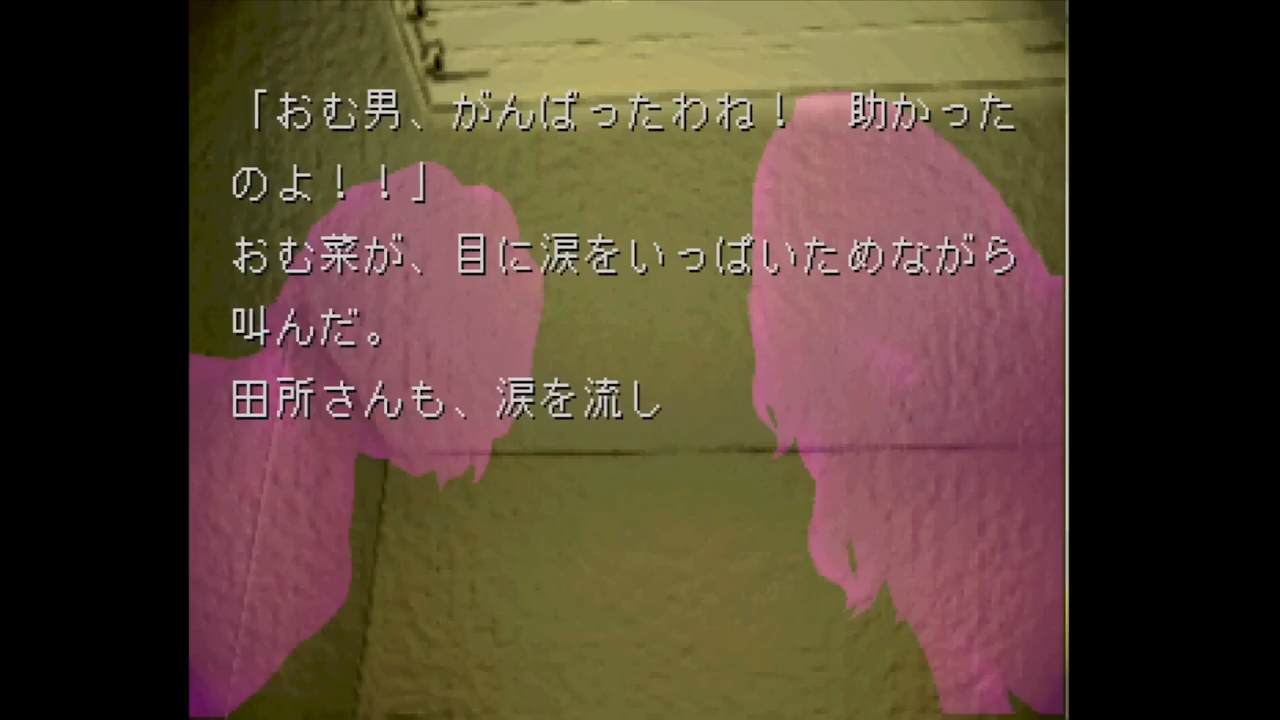 「おむ男、がんばったわね！　助かった
のよ！！」
おむ菜が、目に涙をいっぱいためながら
叫んだ。
田所さんも、涙を流し